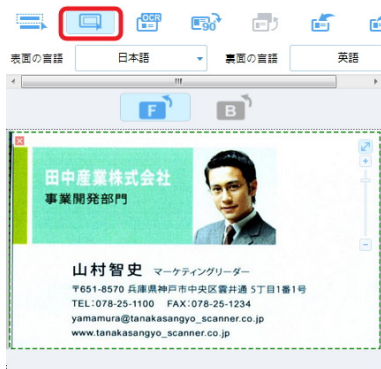 OCR
90°
表面の言語
日本語
裏面の言語
英語
F
B
田中産業株式会社
事業開発部門
山村智史 マーケティングリーダー
〒651-8570 兵庫県神戸市中央区雲井通 5丁目1番1号
TEL:078-25-1100 FAX:078-25-1234
yamamura@tanakasangyo_scanner.co.jp
www.tanakasangyo_scanner.co.jp